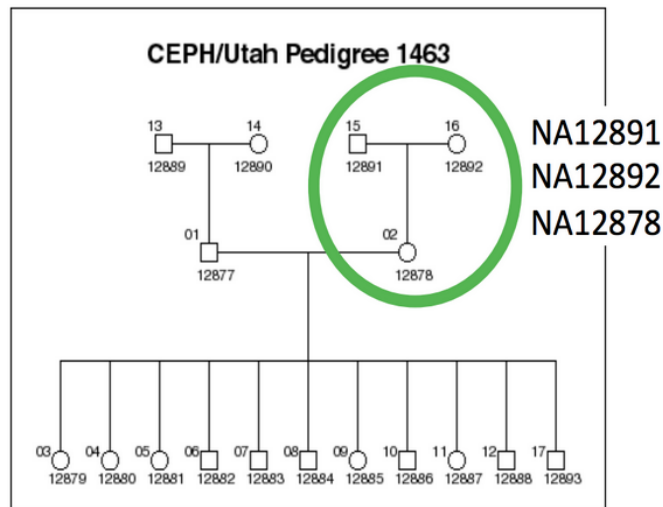 CEPH/Utah Pedigree 1463
13 14 15 16
12889 12890 12891 12892
NA12891
NA12892
NA12878
01 02
12877 12878
03 04 05 06 07 08 09 10 11 12 17
12879 12880 12881 12882 12883 12884 12885 12886 12887 12888 12893